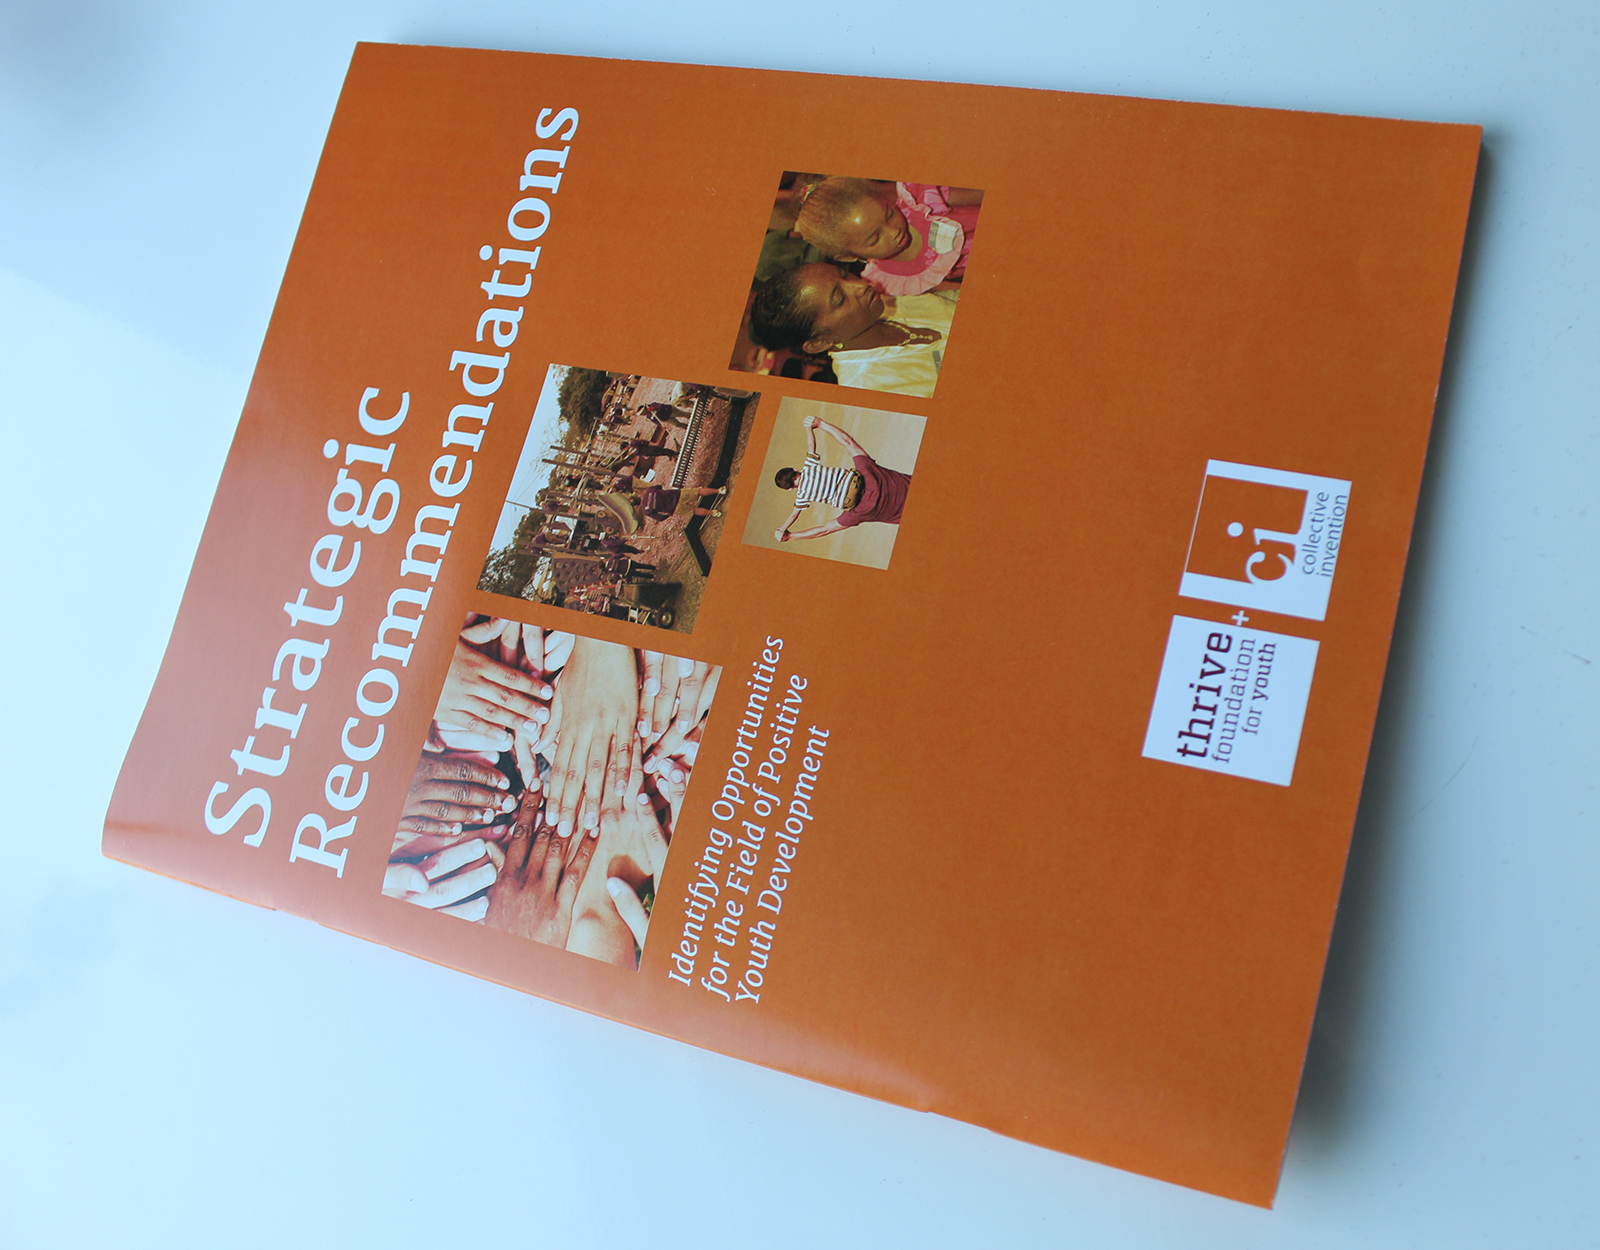 Strategic
Recommendations
Identifying Opportunities
for the Field of Positive
Youth Development
thrive
foundation
for youth
+
ci
collective
invention